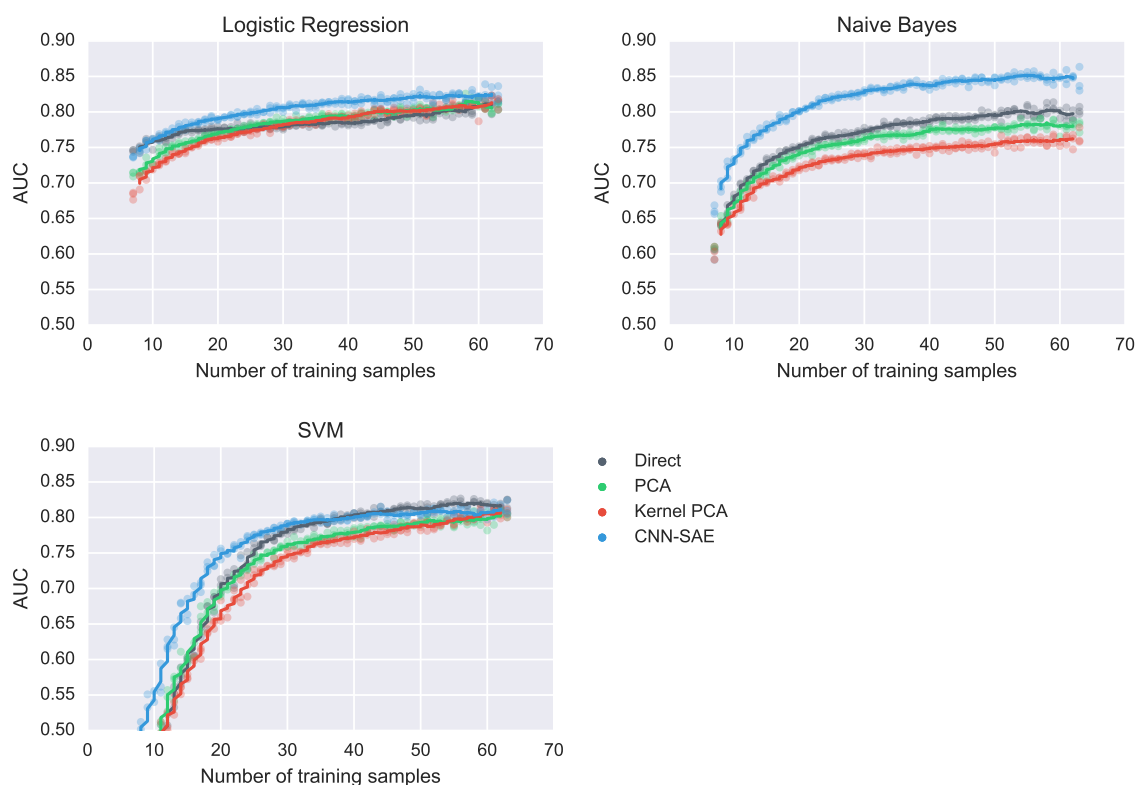 Logistic Regression
0.90
0.85
0.80
0.75
0.70
0.65
0.60
0.55
0.50
AUC
0 10 20 30 40 50 60 70
Number of training samples
Naive Bayes
0.90
0.85
0.80
0.75
0.70
0.65
0.60
0.55
0.50
AUC
0 10 20 30 40 50 60 70
Number of training samples
SVM
0.90
0.85
0.80
0.75
0.70
0.65
0.60
0.55
0.50
AUC
0 10 20 30 40 50 60 70
Number of training samples
Direct
PCA
Kernel PCA
CNN-SAE